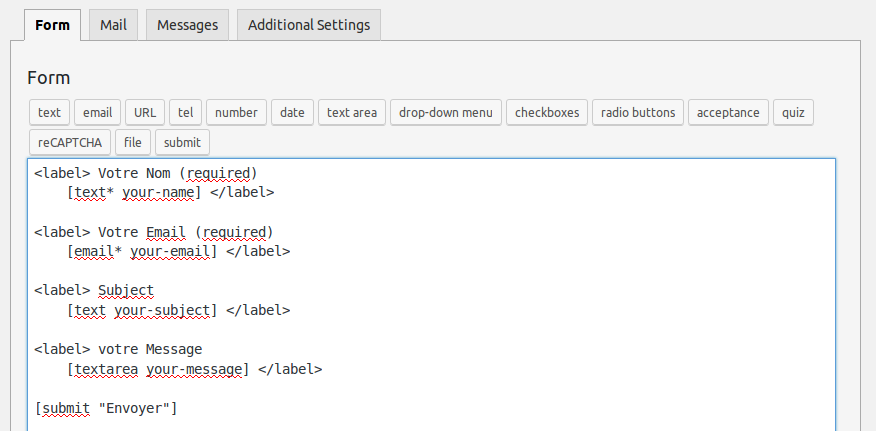 Form Mail Messages Additional Settings
Form
text email URL tel number date text area drop-down menu checkboxes radio buttons acceptance quiz
reCAPTCHA file submit
<label> Votre Nom (required)
[text* your-name] </label>
<label> Votre Email (required)
[email* your-email] </label>
<label> Subject
[text your-subject] </label>
<label> votre Message
[textarea your-message] </label>
[submit "Envoyer"]